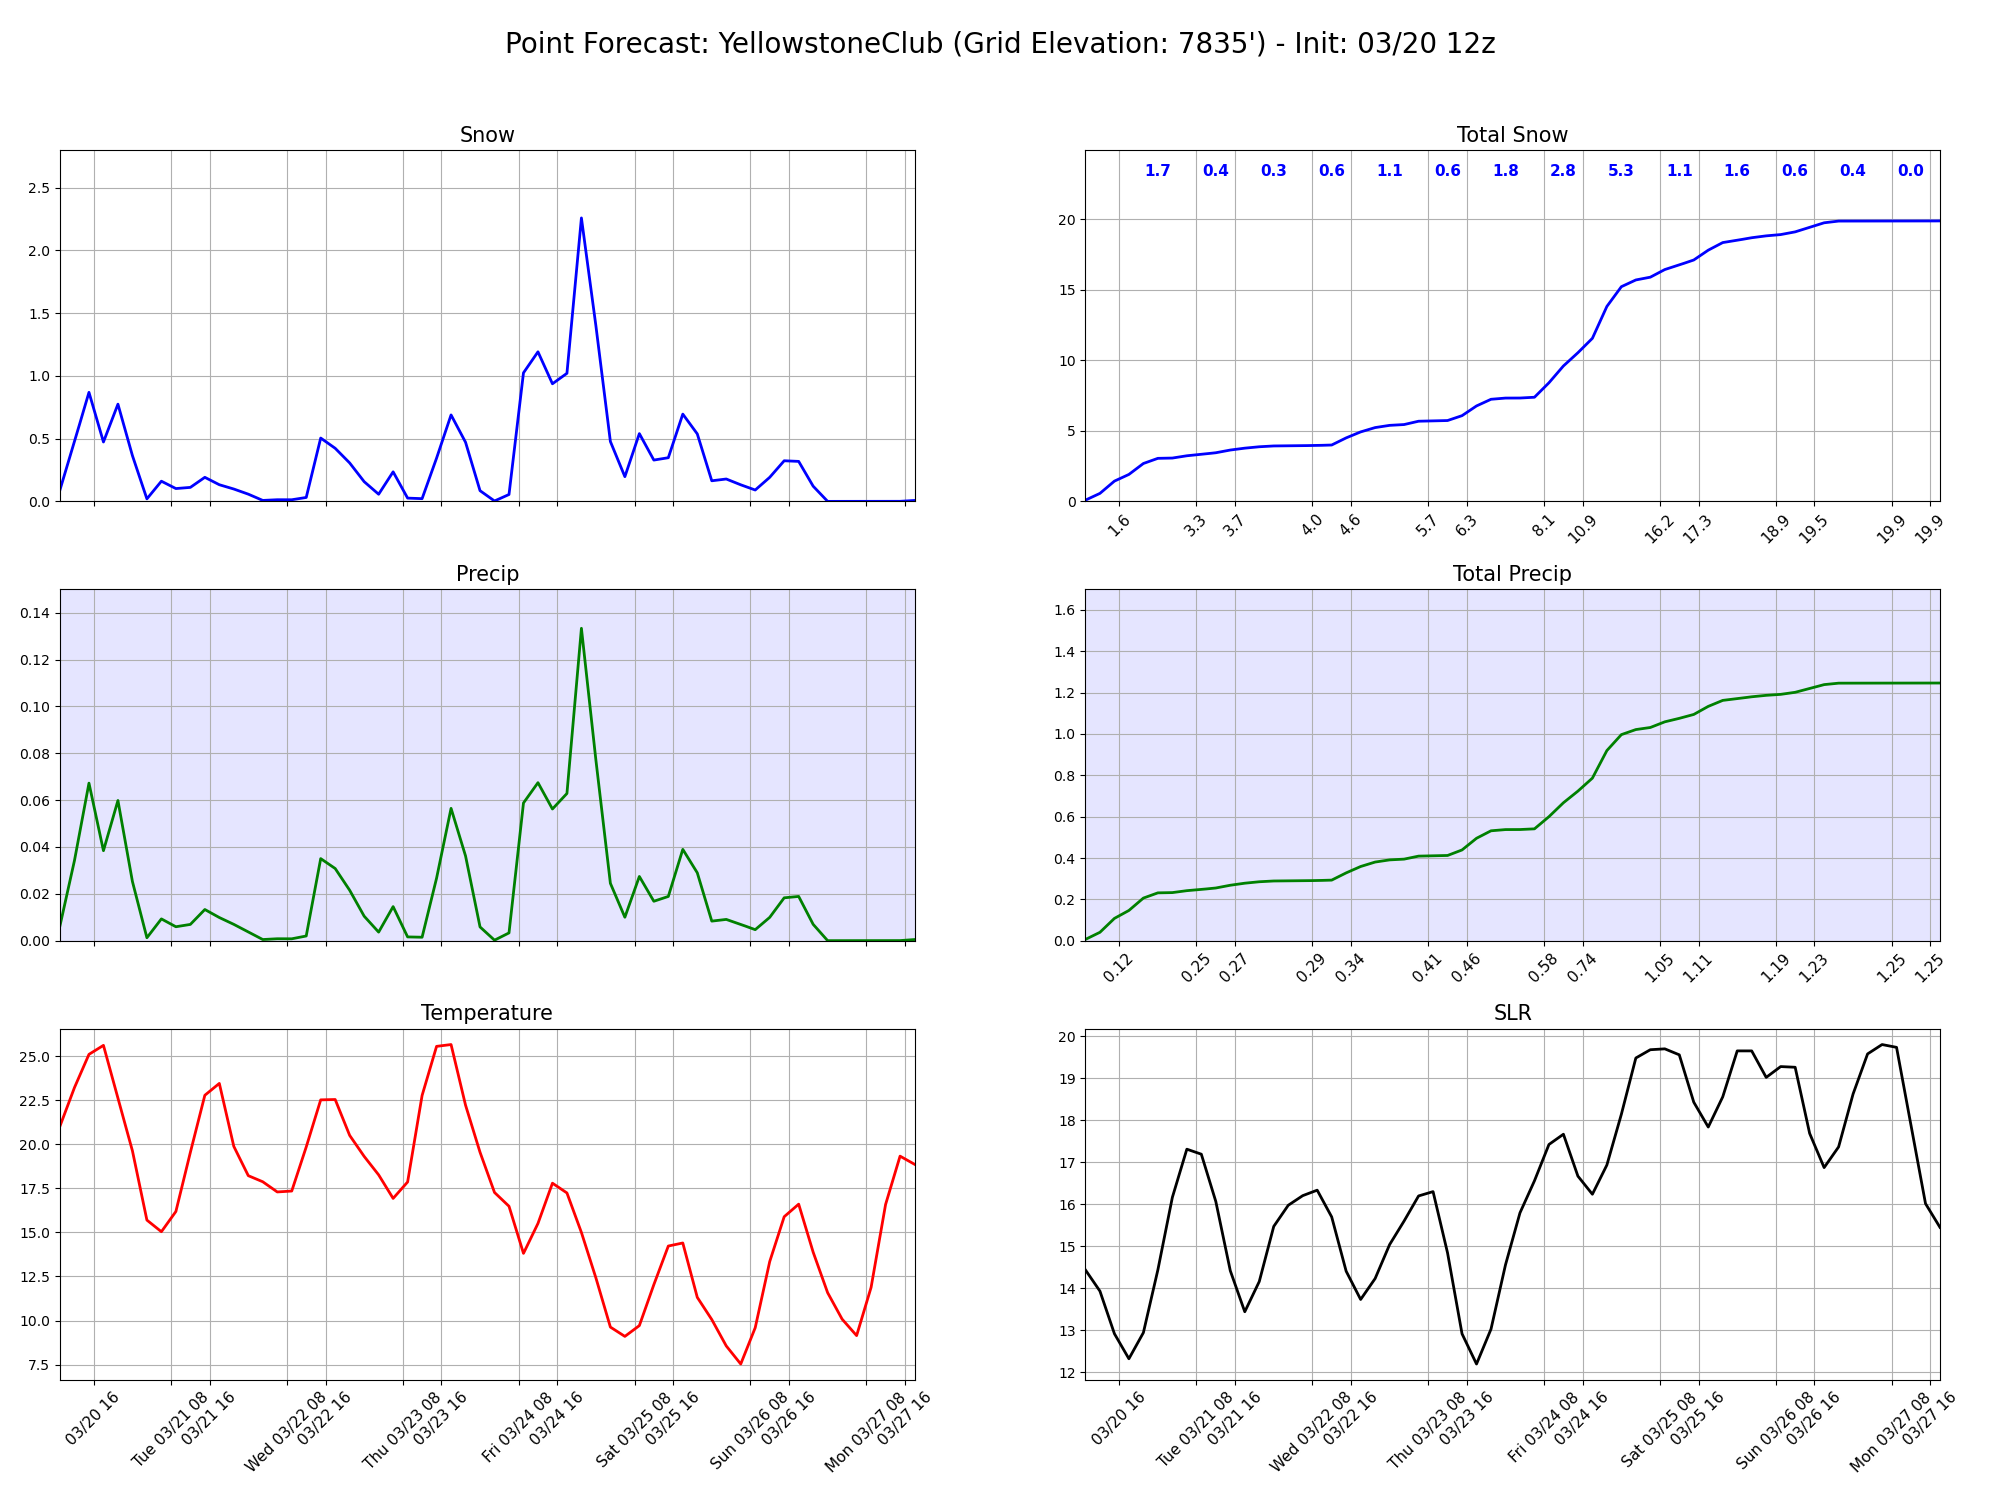 Point Forecast: YellowstoneClub (Grid Elevation: 7835') - Init: 03/20 12z
Snow
2.5
2.0
1.5
1.0
0.5
0.0
Total Snow
1.7 0.4 0.3 0.6 1.1 0.6 1.8 2.8 5.3 1.1 1.6 0.6 0.4 0.0
20
15
10
5
0
1.6 3.3 3.7 4.0 4.6 5.7 6.3 8.1 10.9 16.2 17.3 18.9 19.5 19.9 19.9
Precip
0.14
0.12
0.10
0.08
0.06
0.04
0.02
0.00
Total Precip
1.6
1.4
1.2
1.0
0.8
0.6
0.4
0.2
0.0
0.12 0.25 0.27 0.29 0.34 0.41 0.46 0.58 0.74 1.05 1.11 1.19 1.23 1.25 1.25
Temperature
25.0
22.5
20.0
17.5
15.0
12.5
10.0
7.5
03/20 16
Tue 03/21 08
03/21 16
Wed 03/22 08
03/22 16
Thu 03/23 08
03/23 16
Fri 03/24 08
03/24 16
Sat 03/25 08
03/25 16
Sun 03/26 08
03/26 16
Mon 03/27 08
03/27 16
SLR
20
19
18
17
16
15
14
13
12
03/20 16
Tue 03/21 08
03/21 16
Wed 03/22 08
03/22 16
Thu 03/23 08
03/23 16
Fri 03/24 08
03/24 16
Sat 03/25 08
03/25 16
Sun 03/26 08
03/26 16
Mon 03/27 08
03/27 16